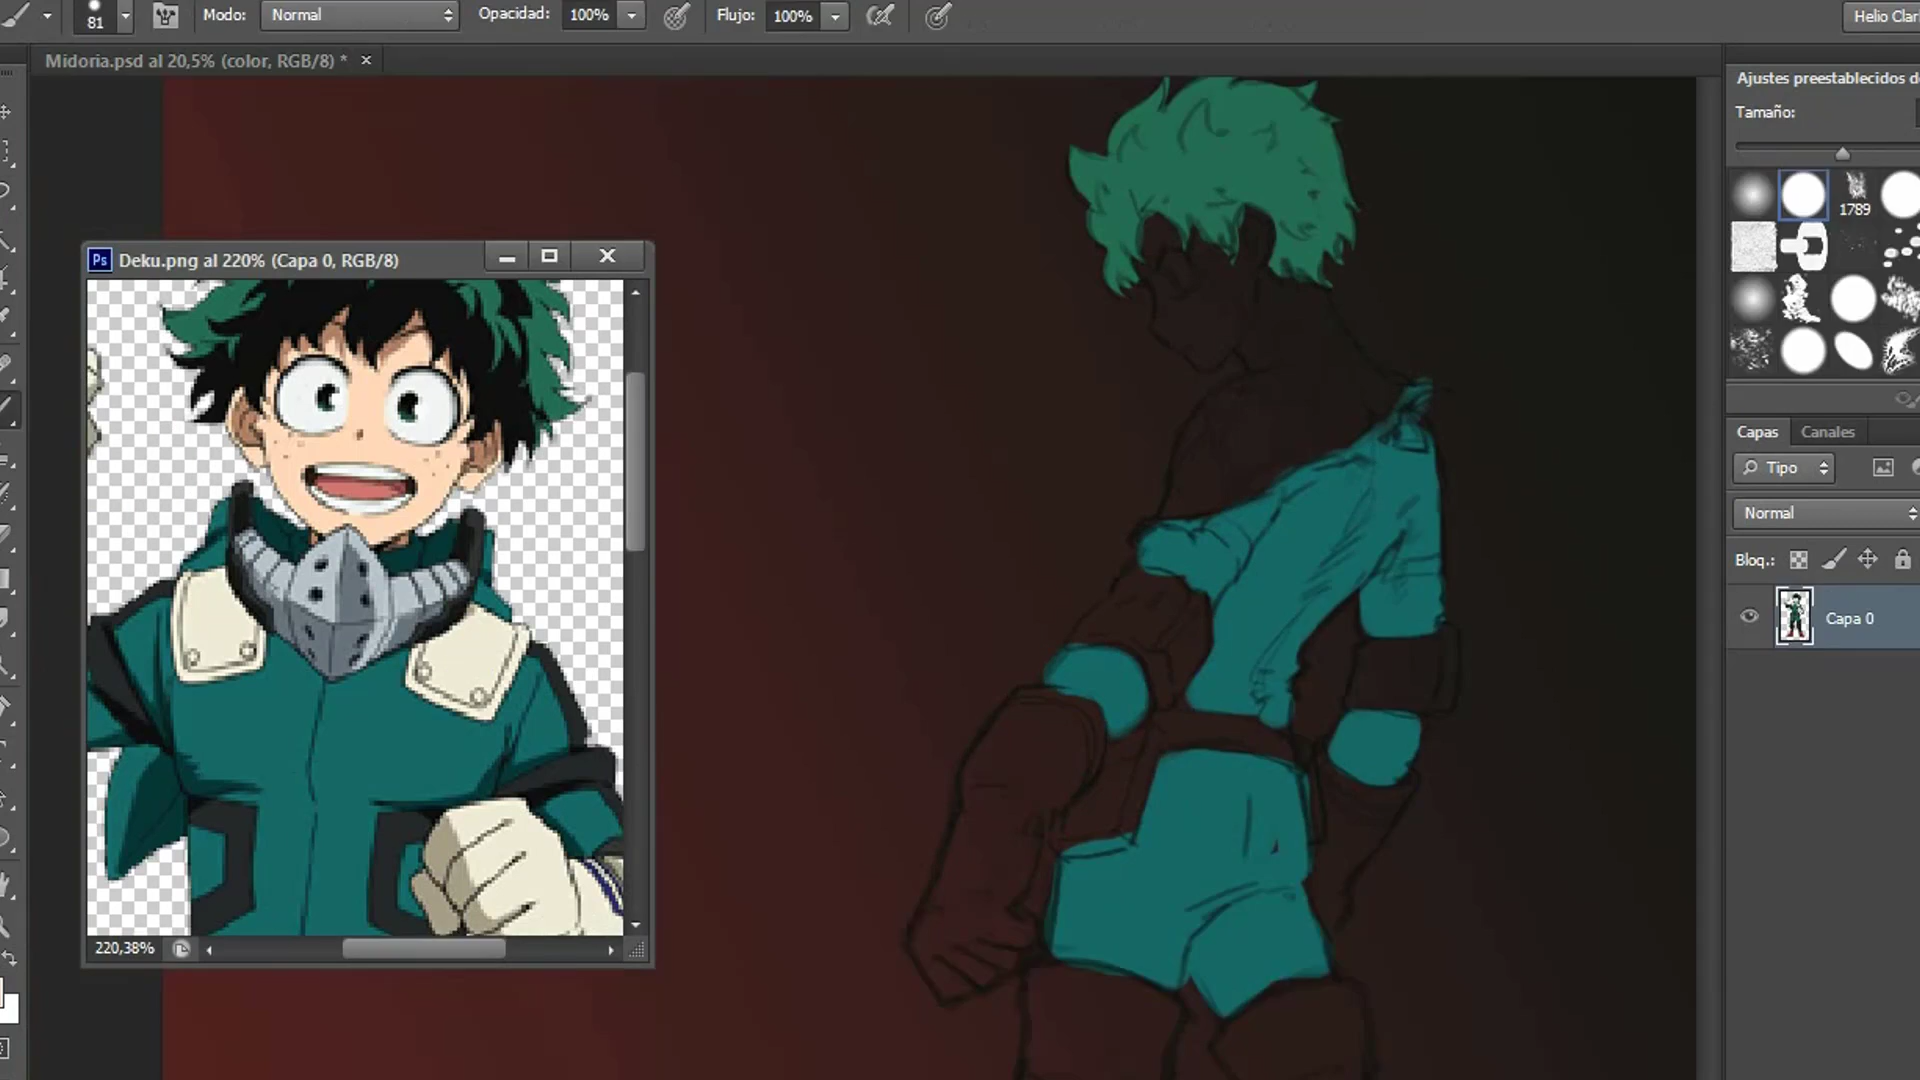 81
Modo:
Normal
Opacidad:
100%
Flujo:
100%
Helio Clar
Midoria.psd al 20,5% (color, RGB/8) *
Ajustes preestablecidos d
Tamaño:
1789
Ps
Deku.png al 220% (Capa 0, RGB/8)
Capas
Canales
Tipo
Normal
Bloq.:
Capa 0
220,38%